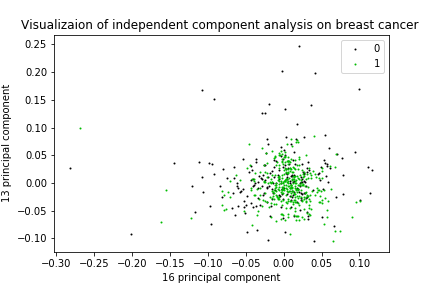 Visualizaion of independent component analysis on breast cancer
0
1
0.25
0.20
0.15
0.10
0.05
0.00
−0.05
−0.10
13 principal component
−0.30 −0.25 −0.20 −0.15 −0.10 −0.05 0.00 0.05 0.10
16 principal component